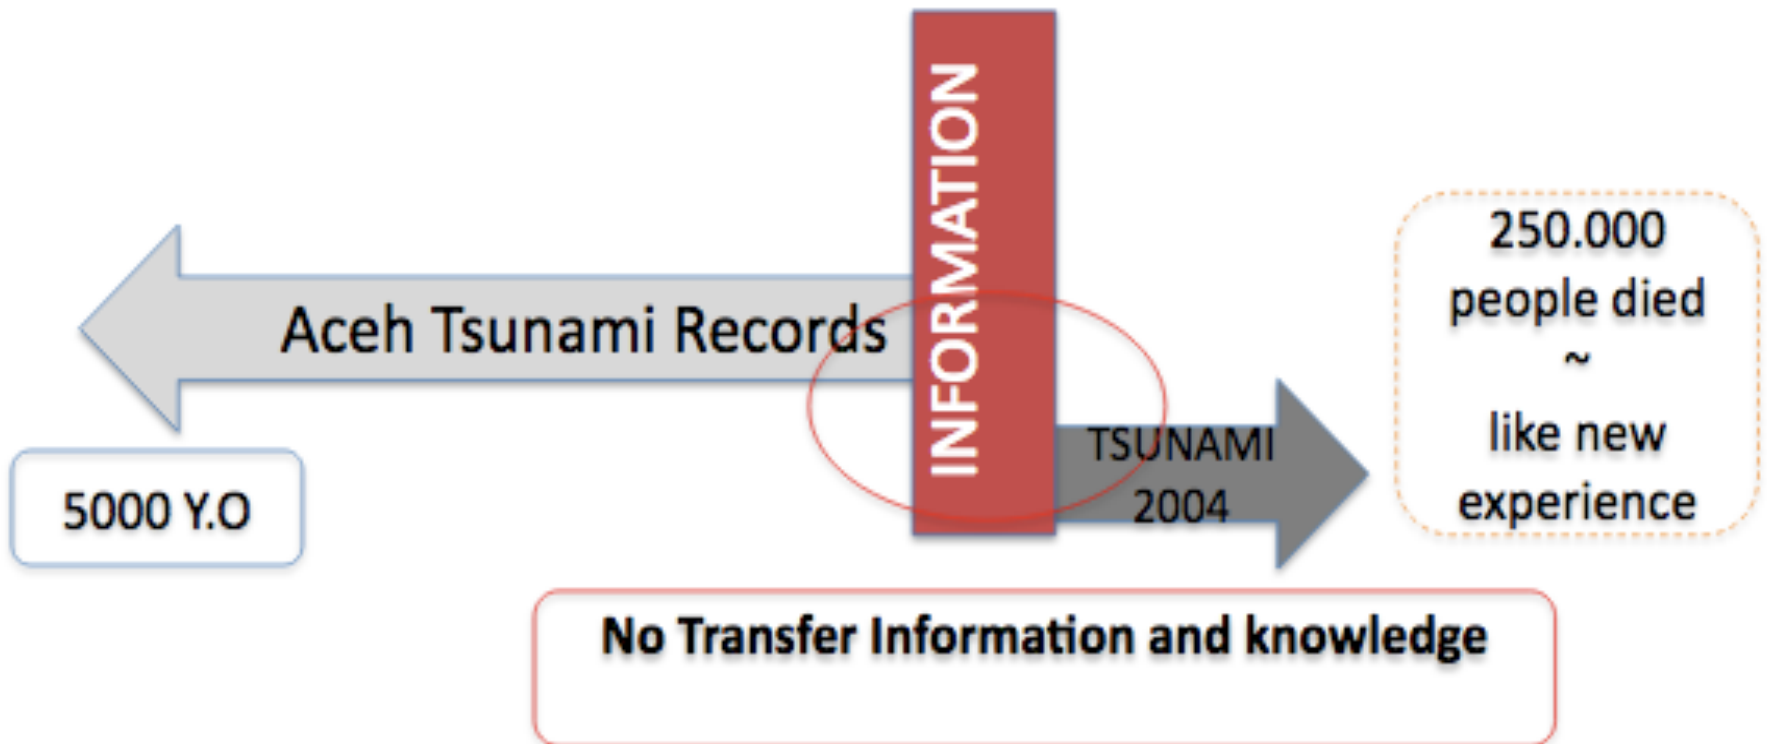 INFORMATION
Aceh Tsunami Records
5000 Y.O
TSUNAMI
2004
250.000
people died
~
like new
experience
No Transfer Information and knowledge